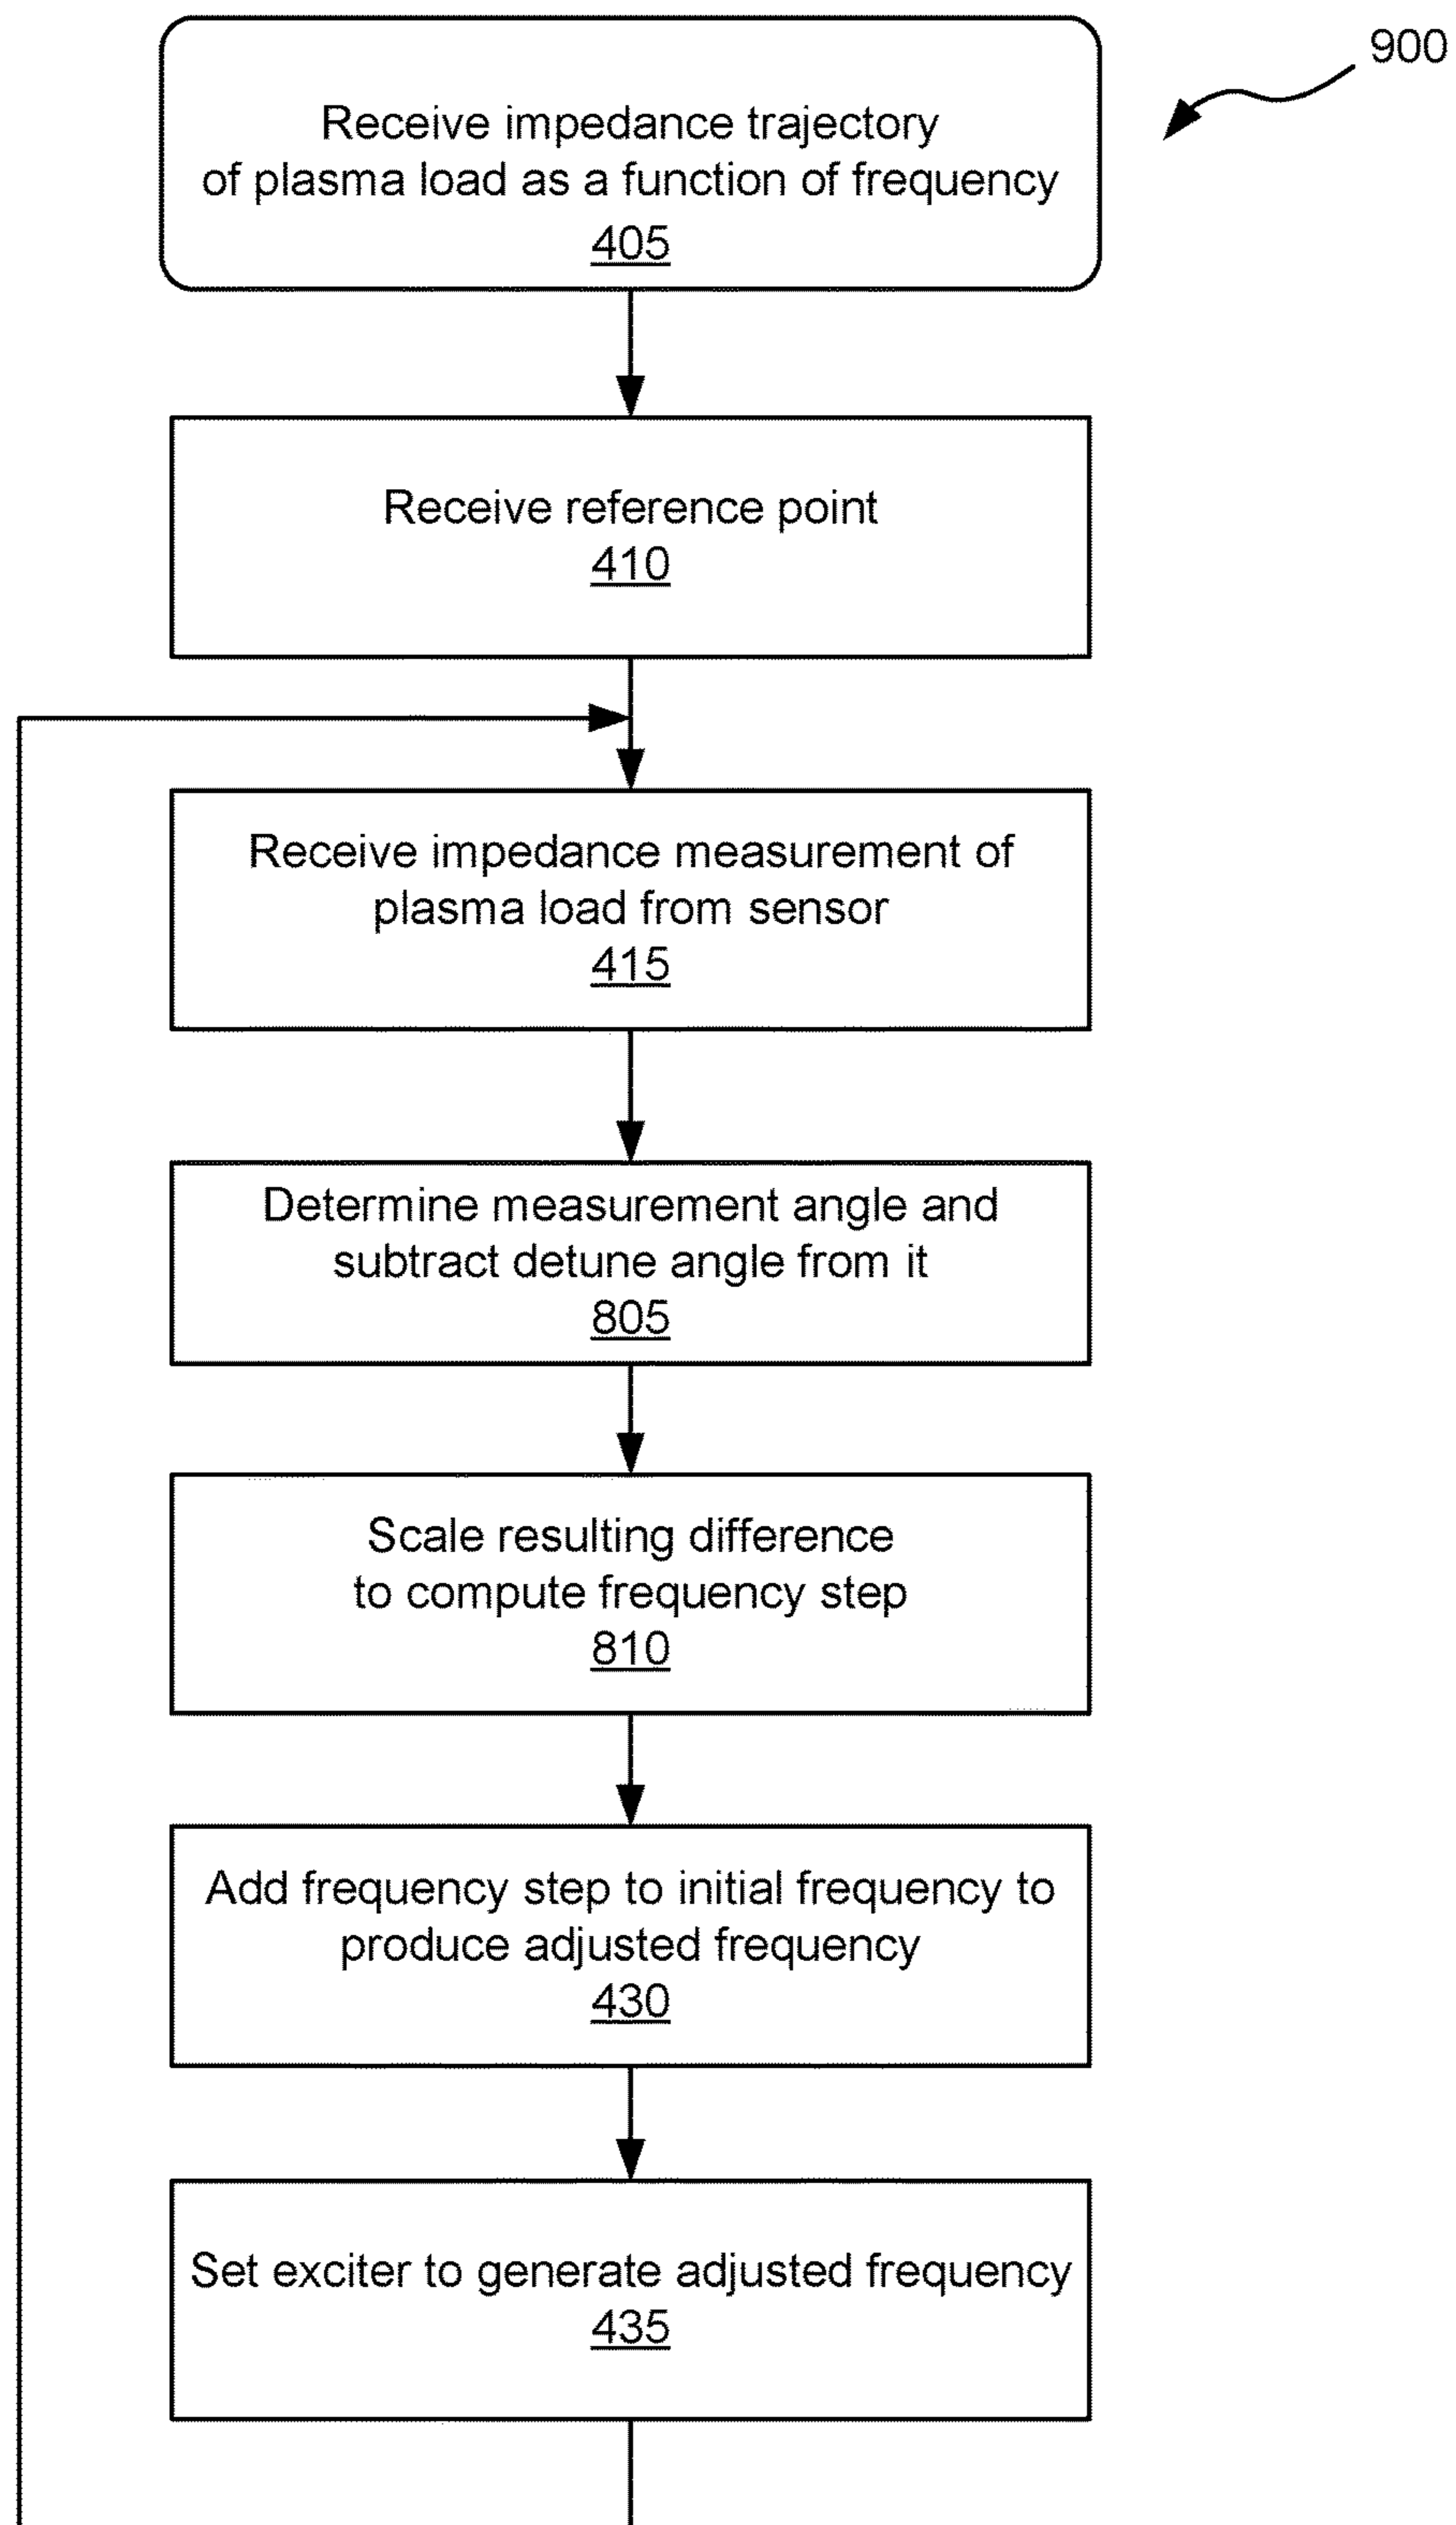 900
Receive impedance trajectory
of plasma load as a function of frequency
405
Receive reference point
410
Receive impedance measurement of
plasma load from sensor
415
Determine measurement angle and
subtract detune angle from it
805
Scale resulting difference
to compute frequency step
810
Add frequency step to initial frequency to
produce adjusted frequency
430
Set exciter to generate adjusted frequency
435